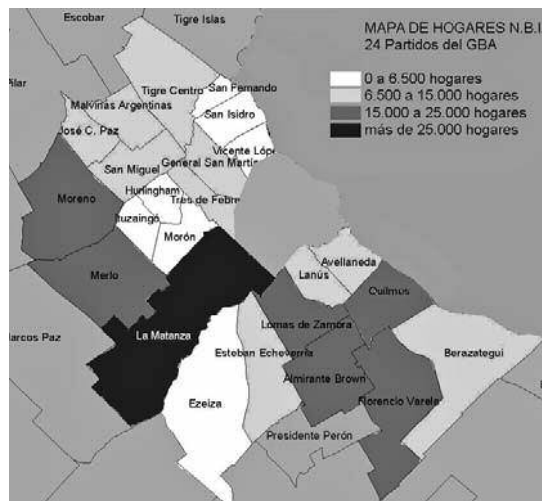 Escobar
Tigre Islas
MAPA DE HOGARES N.B.I.
24 Partidos del GBA
0 a 6.500 hogares
6.500 a 15.000 hogares
15.000 a 25.000 hogares
más de 25.000 hogares
Pilar
Tigre Centro
San Fernando
Malvinas Argentinas
San Isidro
José C. Paz
Vicente Lópe
San Miguel
General San Martín
Hurlingham
Tres de Febre
Moreno
Ituzaingó
Morón
Merlo
Avellaneda
Lanús
Quilmes
Marcos Paz
La Matanza
Lomas de Zamora
Esteban Echeverría
Berazategui
Almirante Brown
Ezeiza
Florencio Varela
Presidente Perón